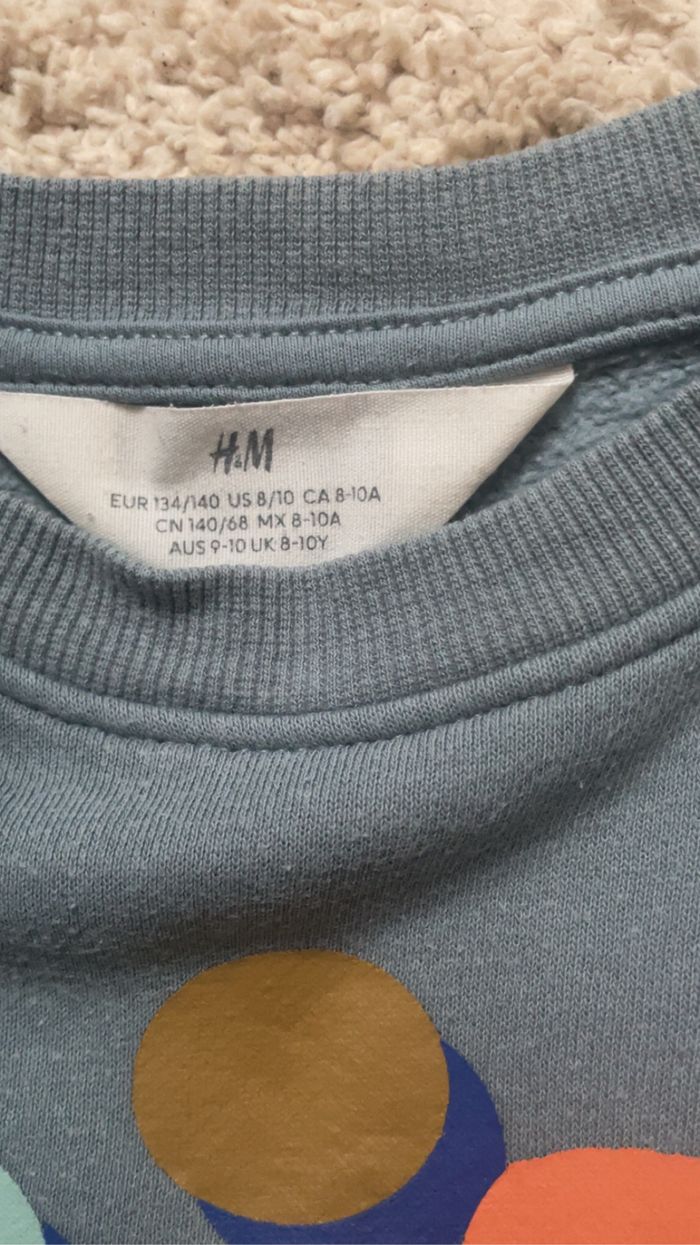 H&M
EUR 134/140 US 8/10 CA 8-10A
CN 140/68 MX 8-10A
AUS 9-10 UK 8-10Y